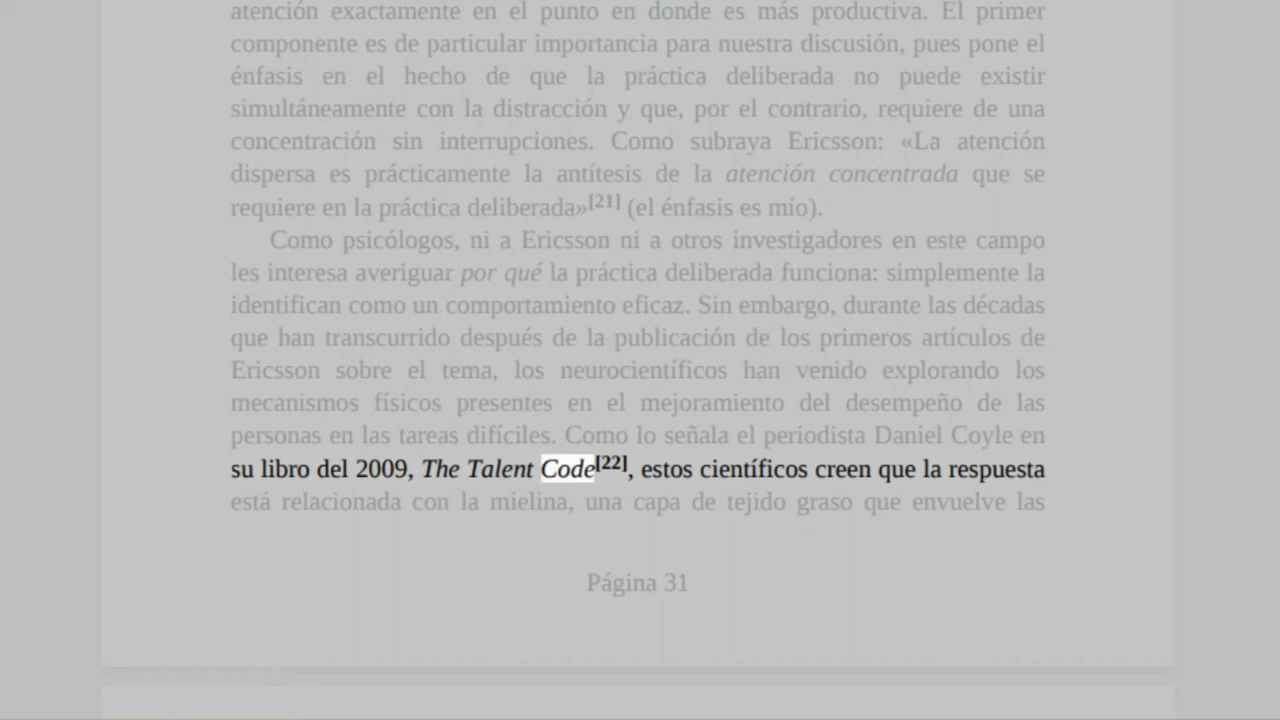 atención exactamente en el punto en donde es más productiva. El primer
componente es de particular importancia para nuestra discusión, pues pone el
énfasis en el hecho de que la práctica deliberada no puede existir
simultáneamente con la distracción y que, por el contrario, requiere de una
concentración sin interrupciones. Como subraya Ericsson: «La atención
dispersa es prácticamente la antítesis de la atención concentrada que se
requiere en la práctica deliberada»[21] (el énfasis es mío).
Como psicólogos, ni a Ericsson ni a otros investigadores en este campo
les interesa averiguar por qué la práctica deliberada funciona: simplemente la
identifican como un comportamiento eficaz. Sin embargo, durante las décadas
que han transcurrido después de la publicación de los primeros artículos de
Ericsson sobre el tema, los neurocientíficos han venido explorando los
mecanismos físicos presentes en el mejoramiento del desempeño de las
personas en las tareas difíciles. Como lo señala el periodista Daniel Coyle en
su libro del 2009, The Talent Code[22], estos científicos creen que la respuesta
está relacionada con la mielina, una capa de tejido graso que envuelve las
Página 31